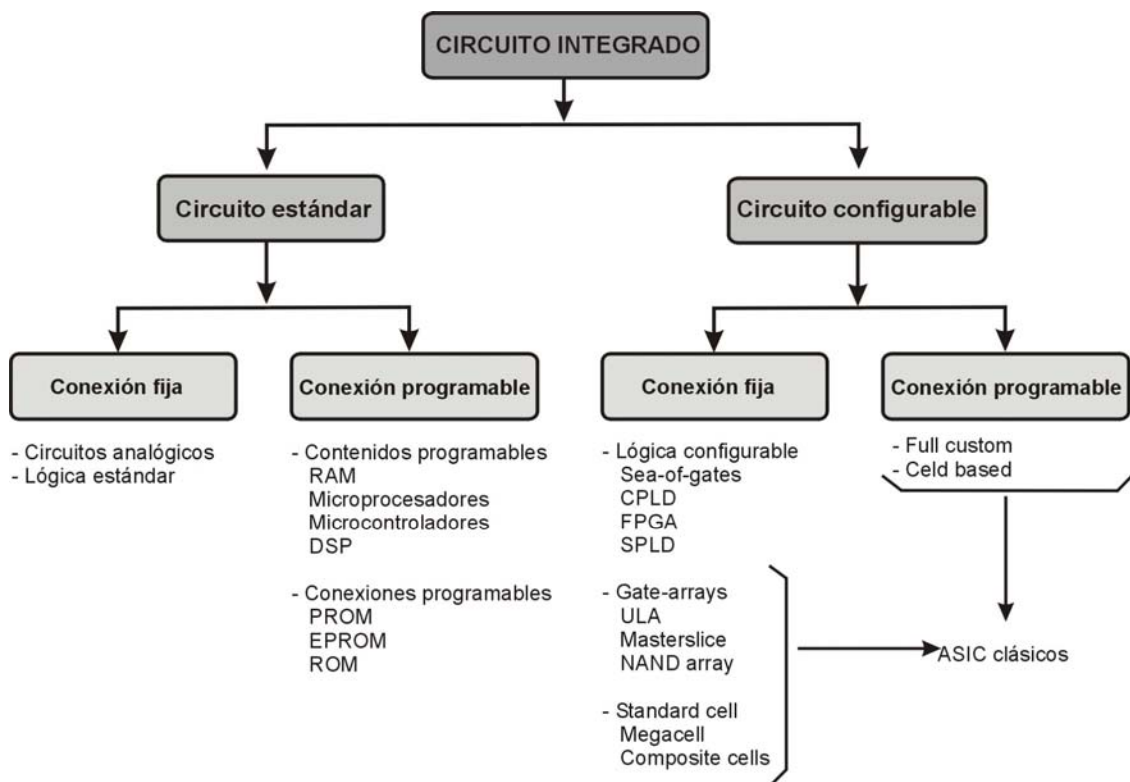 CIRCUITO INTEGRADO
Circuito estándar
Circuito configurable
Conexión fija
Conexión programable
Conexión fija
Conexión programable
- Circuitos analógicos
- Lógica estándar
- Contenidos programables
RAM
Microprocesadores
Microcontroladores
DSP
- Conexiones programables
PROM
EPROM
ROM
- Lógica configurable
Sea-of-gates
CPLD
FPGA
SPLD
- Gate-arrays
ULA
Masterslice
NAND array
- Standard cell
Megacell
Composite cells
- Full custom
- Celd based
ASIC clásicos